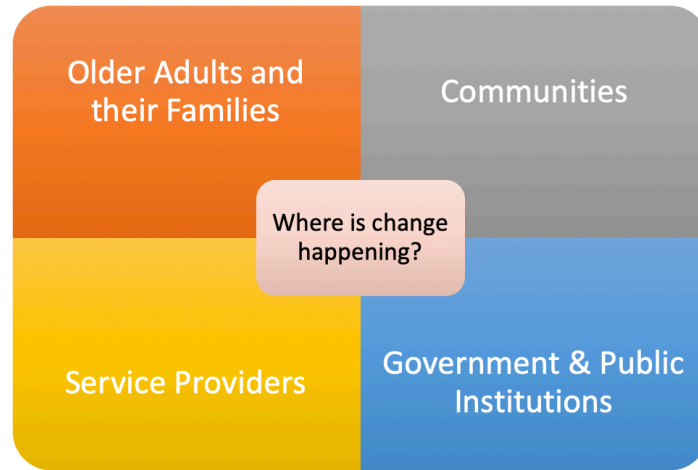 Older Adults and
their Families
Communities
Where is change
happening?
Service Providers
Government & Public
Institutions